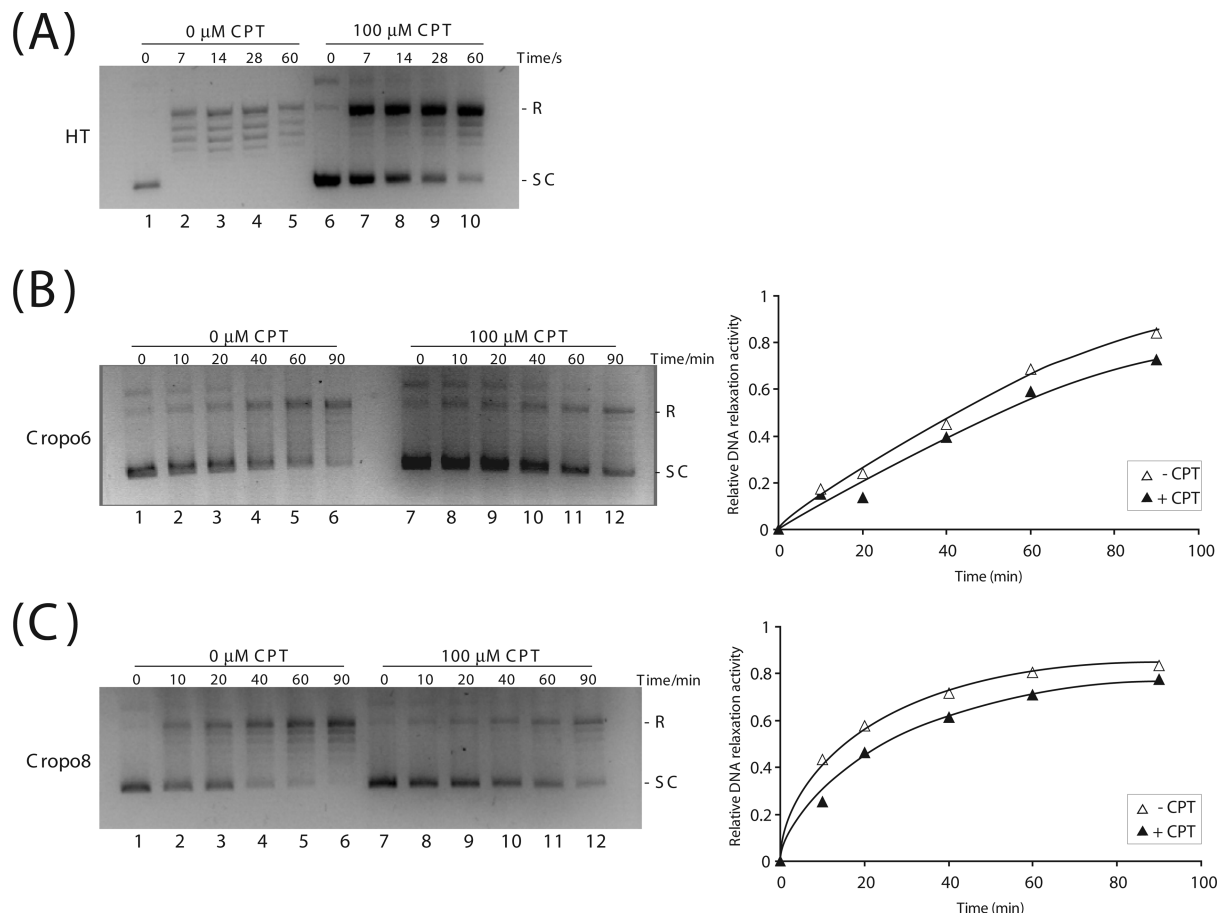 (A)
0 μM CPT 100 μM CPT
0 7 14 28 60 0 7 14 28 60 Time/s
- R
HT
- SC
1 2 3 4 5 6 7 8 9 10
(B)
0 μM CPT 100 μM CPT
0 10 20 40 60 90 0 10 20 40 60 90 Time/min
- R
Cropo6
- SC
1 2 3 4 5 6 7 8 9 10 11 12
Relative DNA relaxation activity
1
0.8
0.6
0.4
0.2
0
0 20 40 60 80 100
Time (min)
- CPT
+ CPT
(C)
0 μM CPT 100 μM CPT
0 10 20 40 60 90 0 10 20 40 60 90 Time/min
- R
Cropo8
- SC
1 2 3 4 5 6 7 8 9 10 11 12
Relative DNA relaxation activity
1
0.8
0.6
0.4
0.2
0
0 20 40 60 80 100
Time (min)
- CPT
+ CPT